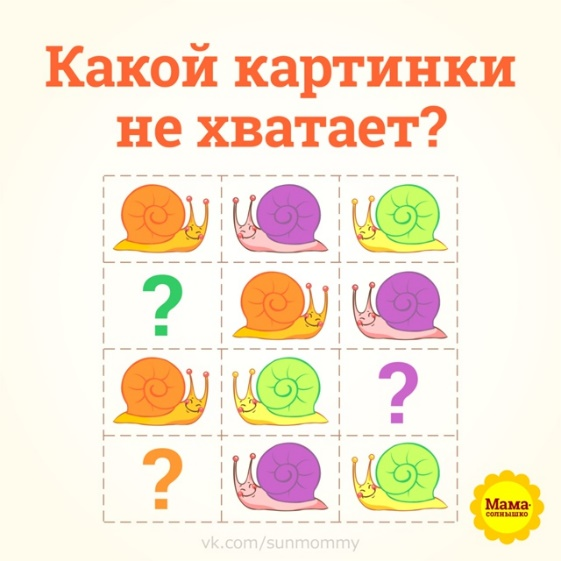 Какой картинки
не хватает?
?
?
?
Мама-
солнышко
vk.com/sunmommy